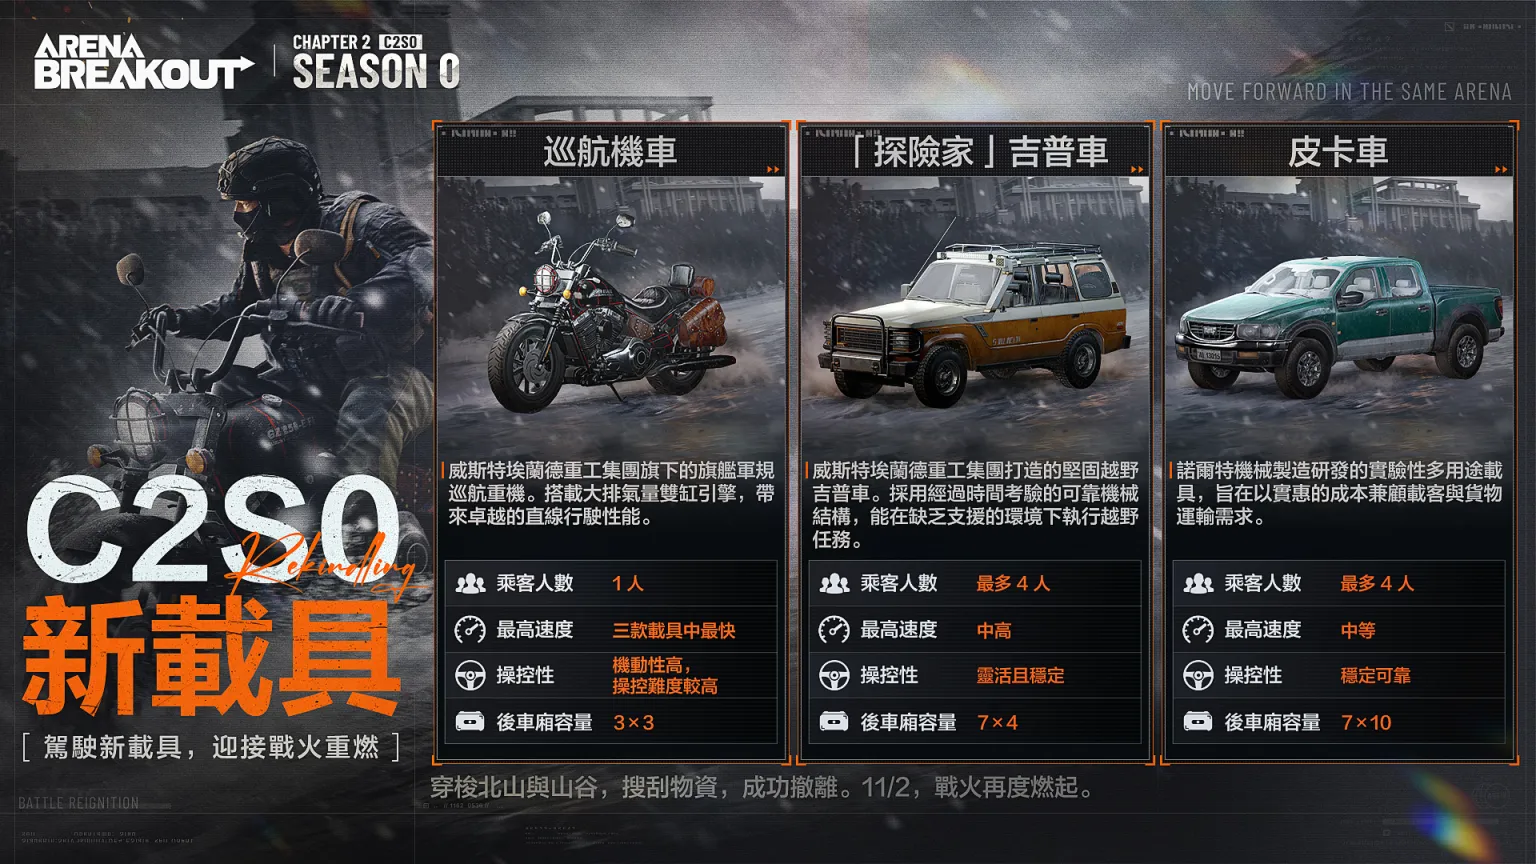 ARENA
BREAKOUT
CHAPTER 2 C2S0
SEASON 0
MOVE FORWARD IN THE SAME ARENA
巡航機車
威斯特埃蘭德重工集團旗下的旗艦軍規
巡航重機。搭載大排氣量雙缸引擎，帶
來卓越的直線行駛性能。
乘客人數 1 人
最高速度 三款載具中最快
操控性 機動性高，
操控難度較高
後車廂容量 3×3
「探險家」吉普車
威斯特埃蘭德重工集團打造的堅固越野
吉普車。採用經過時間考驗的可靠機械
結構，能在缺乏支援的環境下執行越野
任務。
乘客人數 最多 4 人
最高速度 中高
操控性 靈活且穩定
後車廂容量 7×4
皮卡車
諾爾特機械製造研發的實驗性多用途載
具，旨在以實惠的成本兼顧載客與貨物
運輸需求。
乘客人數 最多 4 人
最高速度 中等
操控性 穩定可靠
後車廂容量 7×10
C2S0
Rekindling
新載具
[ 駕駛新載具，迎接戰火重燃 ]
穿梭北山與山谷，搜刮物資，成功撤離。11/2，戰火再度燃起。
BATTLE REIGNITION